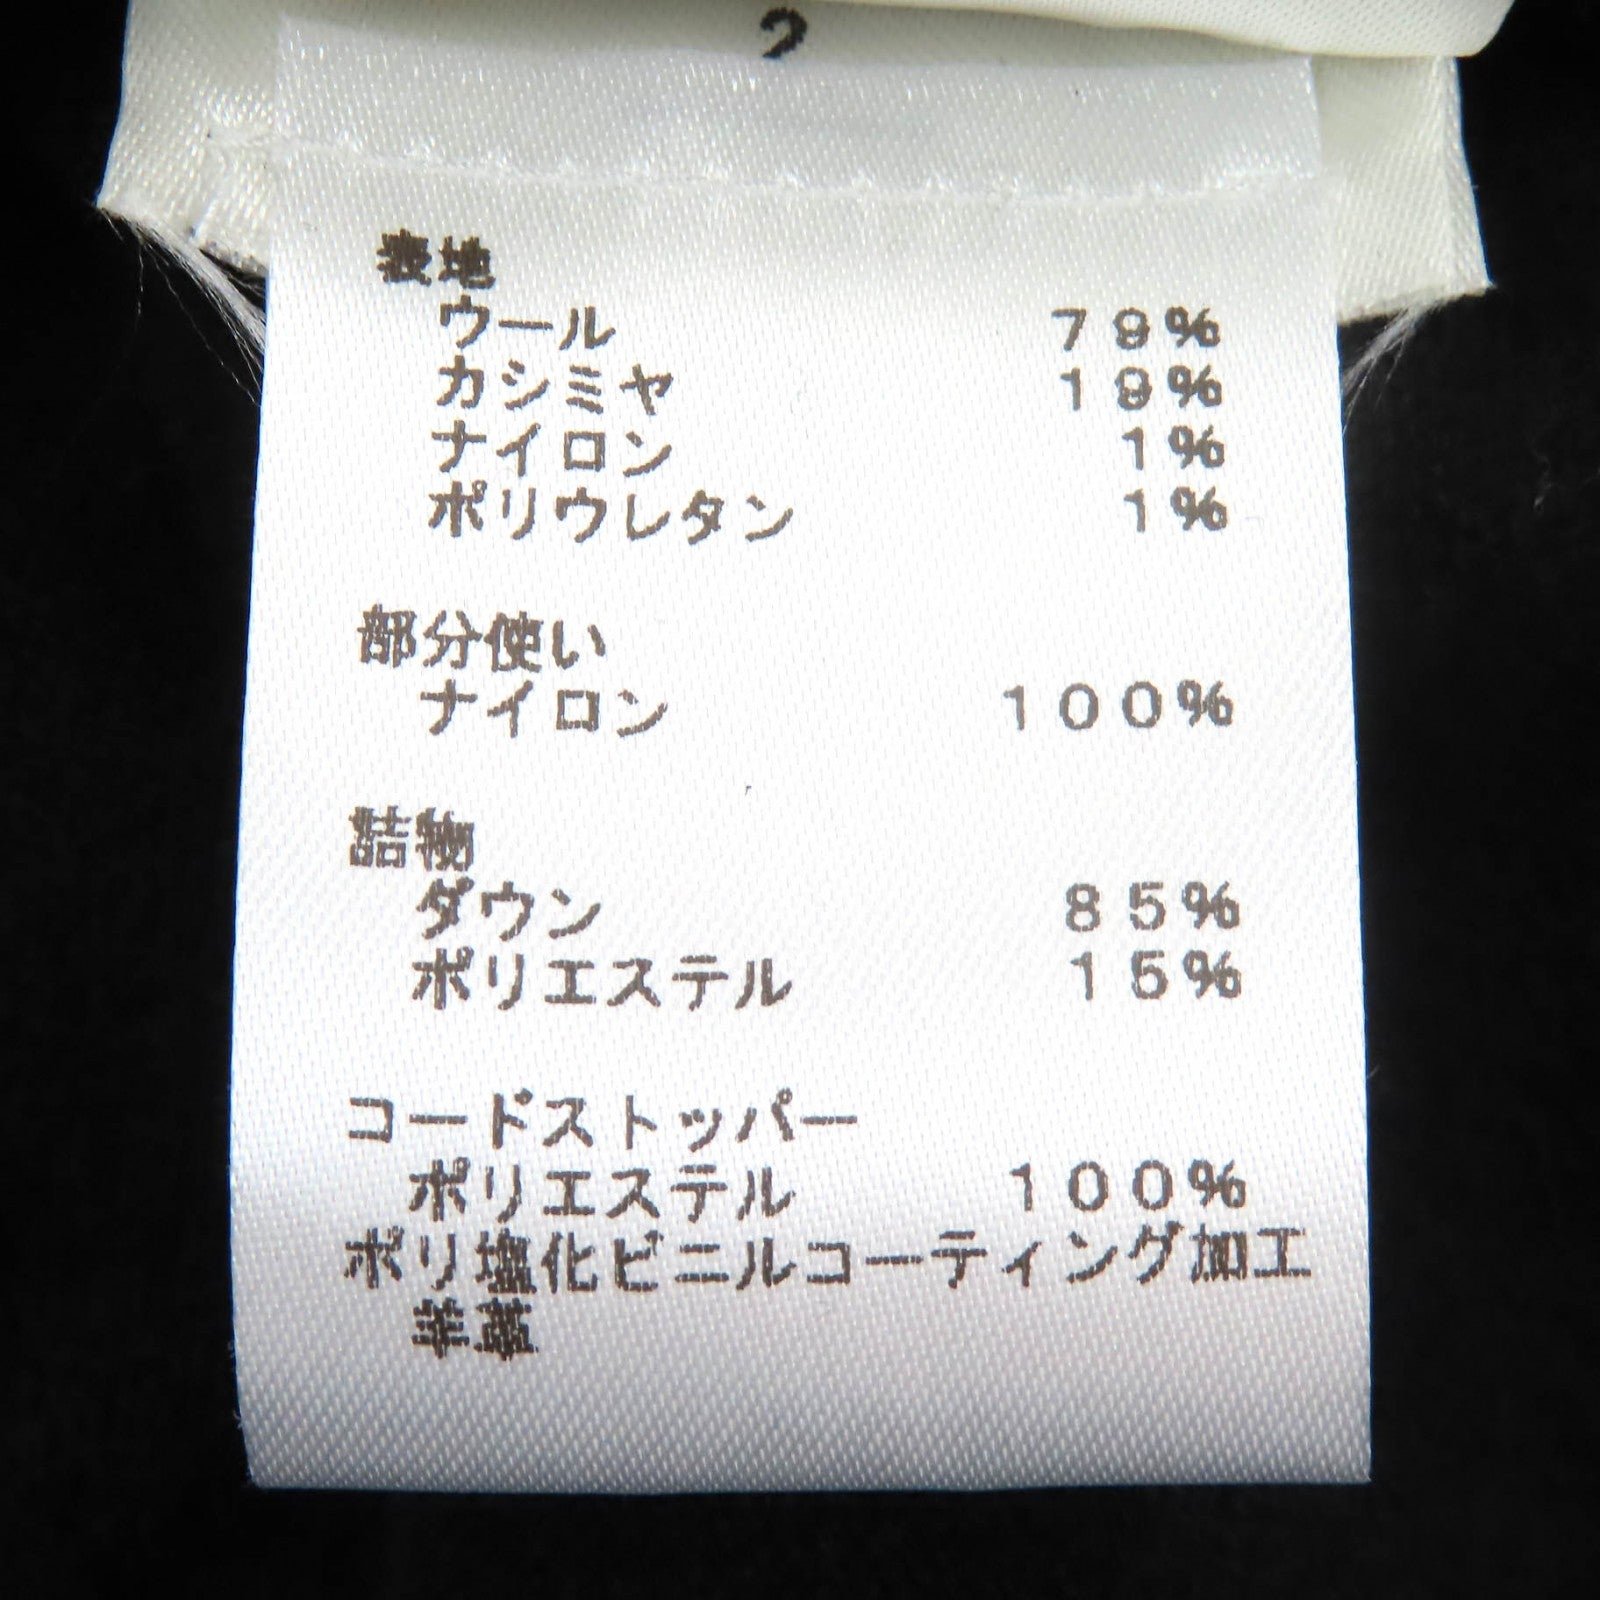 2
表地
ウール 79%
カシミヤ 19%
ナイロン 1%
ポリウレタン 1%
部分使い
ナイロン 100%
詰物
ダウン 85%
ポリエステル 15%
コードストッパー
ポリエステル 100%
ポリ塩化ビニルコーティング加工
羊革